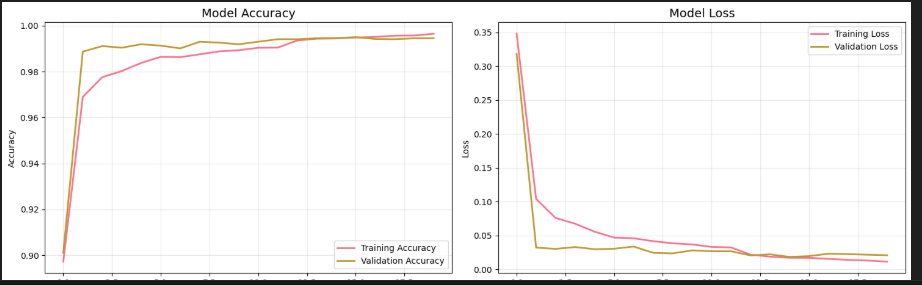 Model Accuracy
1.00
0.98
0.96
0.94
0.92
0.90
Accuracy
Training Accuracy
Validation Accuracy
Model Loss
0.35
0.30
0.25
0.20
0.15
0.10
0.05
0.00
Loss
Training Loss
Validation Loss